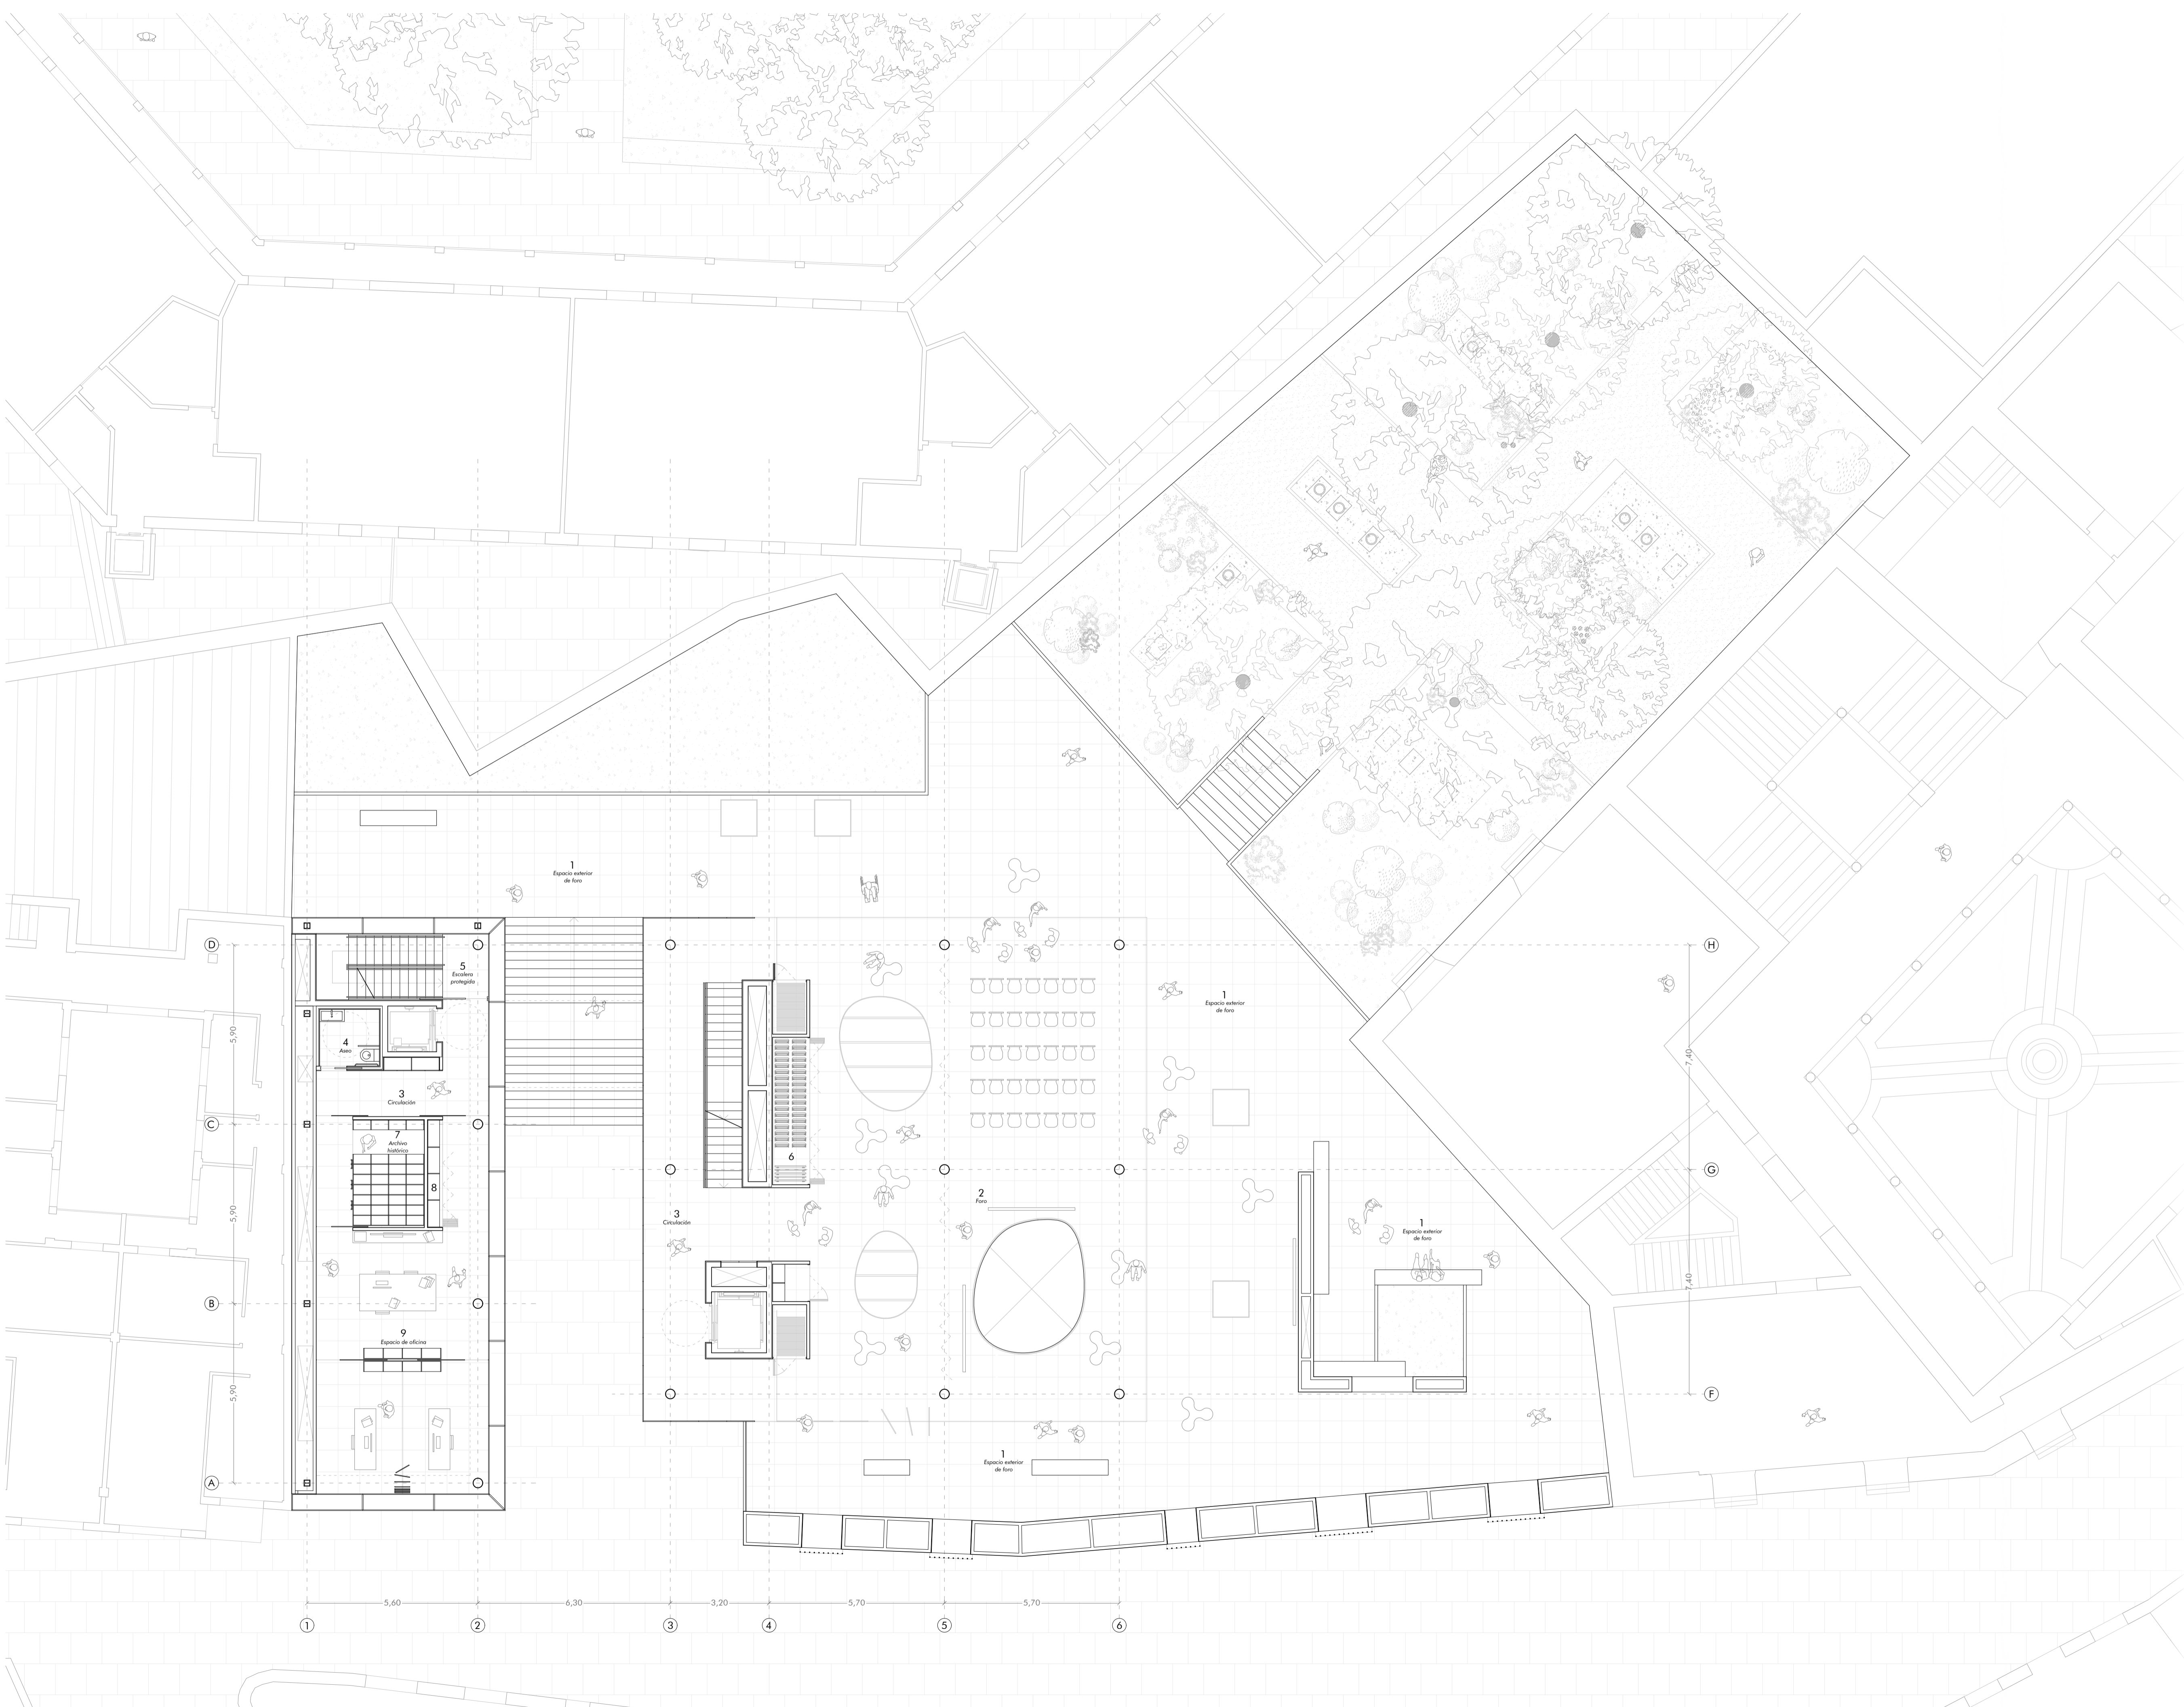 1
Espacio exterior
de foro
D
5
Escalera
protegida
H
1
Espacio exterior
de foro
5,90
4
Aseo
7,40
3
Circulación
C
7
Archivo
histórico
6
G
8
2
Foro
5,90
3
Circulación
1
Espacio exterior
de foro
7,40
B
9
Espacio de oficina
5,90
F
1
Espacio exterior
de foro
A
5,60
6,30
3,20
5,70
5,70
1
2
3
4
5
6